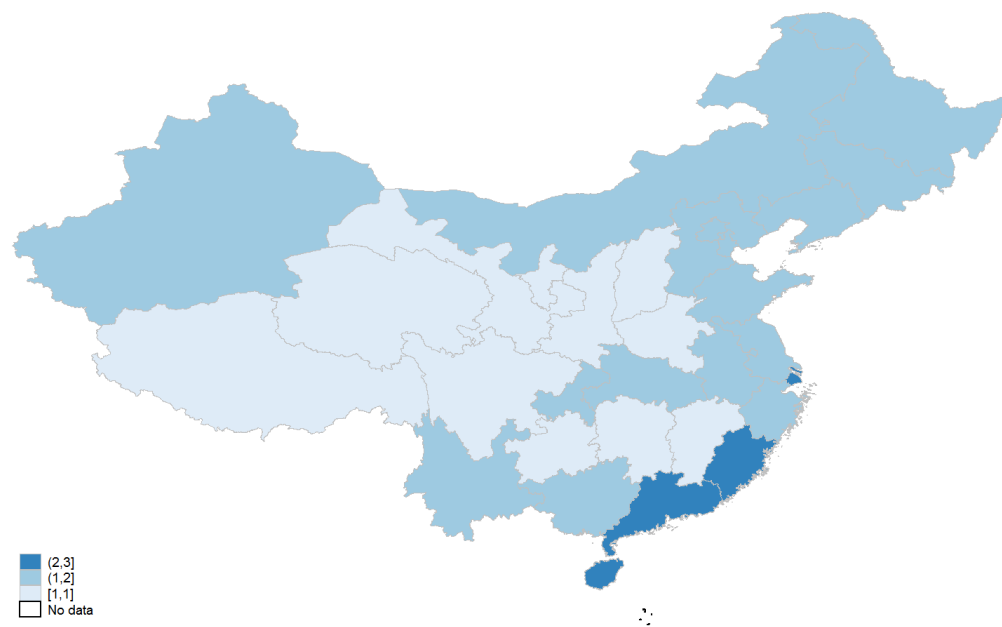 (2,3]
(1,2]
[1,1]
No data